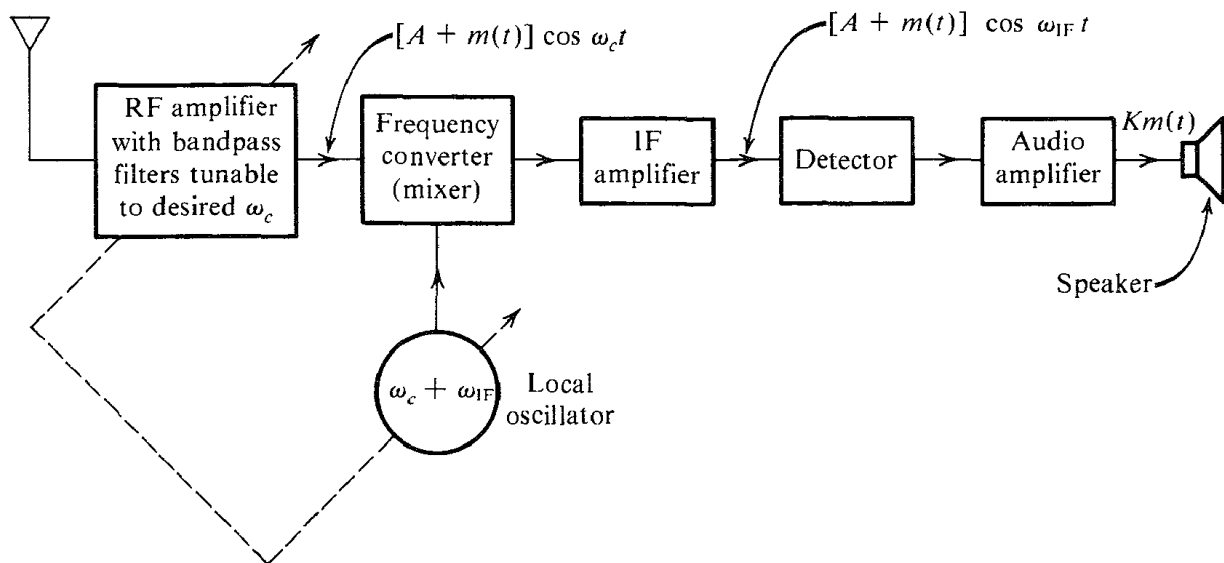 [A + m(t)] cos ω_c t
[A + m(t)] cos ω_IF t
RF amplifier
with bandpass
filters tunable
to desired ω_c
Frequency
converter
(mixer)
IF
amplifier
Detector
Audio
amplifier
Km(t)
Speaker
ω_c + ω_IF
Local
oscillator